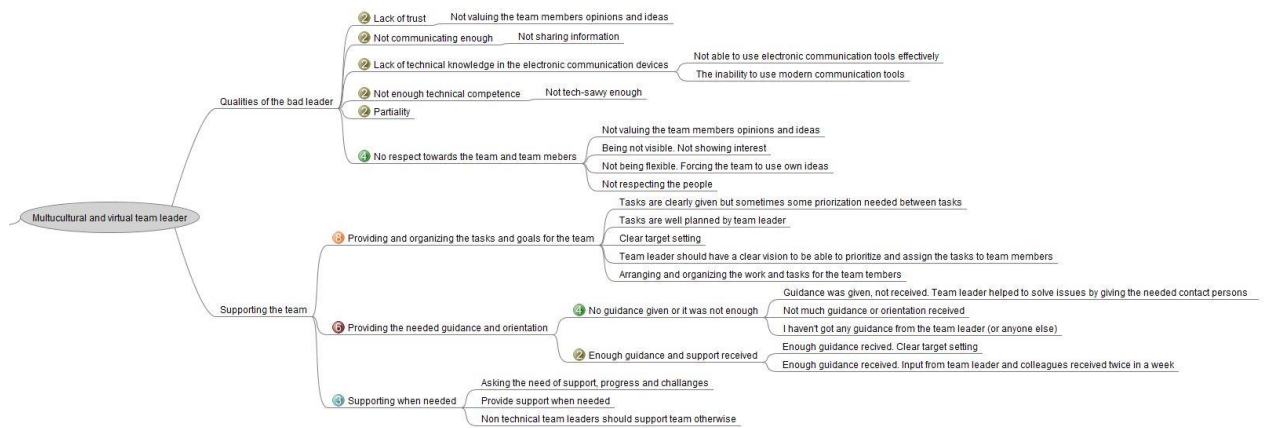 2 Lack of trust
Not valuing the team members opinions and ideas
2 Not communicating enough
Not sharing information
2 Lack of technical knowledge in the electronic communication devices
Not able to use electronic communication tools effectively
The inability to use modern communication tools
2 Not enough technical competence
Not tech-savvy enough
2 Partiality
Qualities of the bad leader
4 No respect towards the team and team mebers
Not valuing the team members opinions and ideas
Being not visible. Not showing interest
Not being flexible. Forcing the team to use own ideas
Not respecting the people
Multucultural and virtual team leader
8 Providing and organizing the tasks and goals for the team
Tasks are clearly given but sometimes some priorization needed between tasks
Tasks are well planned by team leader
Clear target setting
Team leader should have a clear vision to be able to prioritize and assign the tasks to team members
Arranging and organizing the work and tasks for the team tembers
Supporting the team
6 Providing the needed guidance and orientation
4 No guidance given or it was not enough
Guidance was given, not received. Team leader helped to solve issues by giving the needed contact persons
Not much guidance or orientation received
I haven't got any guidance from the team leader (or anyone else)
2 Enough guidance and support received
Enough guidance recived. Clear target setting
Enough guidance received. Input from team leader and colleagues received twice in a week
Supporting when needed
Asking the need of support, progress and challanges
Provide support when needed
Non technical team leaders should support team otherwise